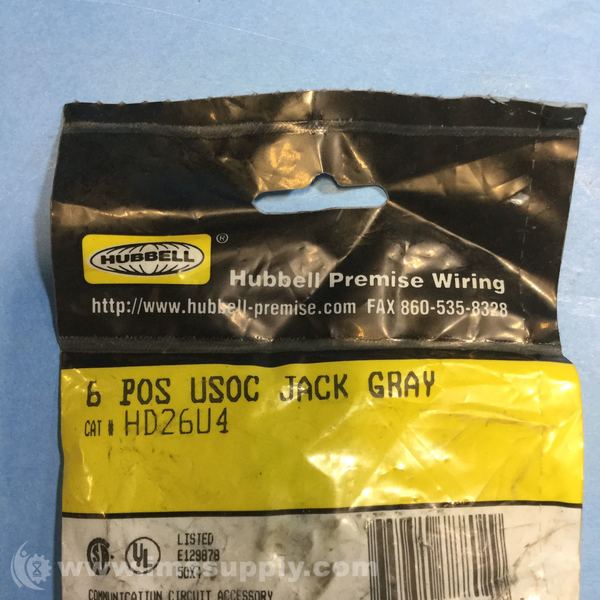 HUBBELL ®
Hubbell Premise Wiring
http://www.hubbell-premise.com FAX 860-535-8328
6 POS USOC JACK GRAY
CAT # HD26U4
LISTED
E129878
www.imssupply.com
COMMUNICATION CIRCUIT ACCESSORY